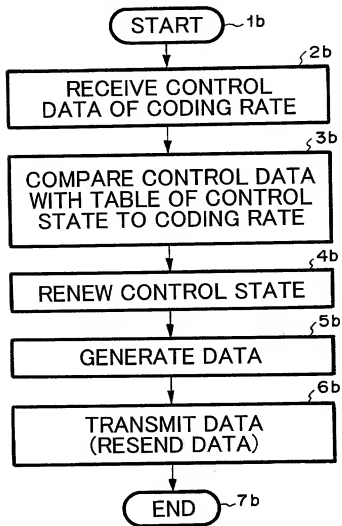 START
1b
2b
RECEIVE CONTROL
DATA OF CODING RATE
3b
COMPARE CONTROL DATA
WITH TABLE OF CONTROL
STATE TO CODING RATE
4b
RENEW CONTROL STATE
5b
GENERATE DATA
6b
TRANSMIT DATA
(RESEND DATA)
END
7b